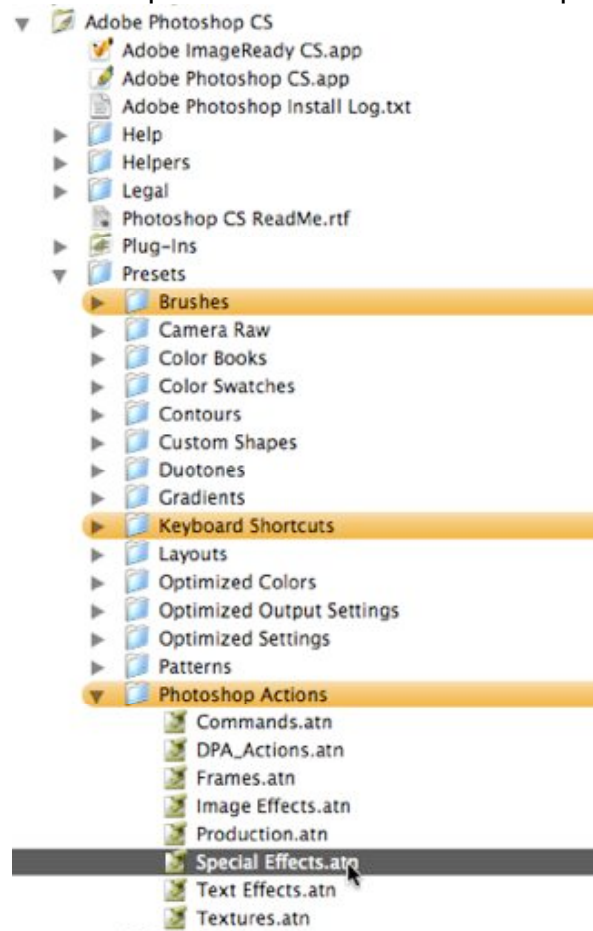 Adobe Photoshop CS
Adobe ImageReady CS.app
Adobe Photoshop CS.app
Adobe Photoshop Install Log.txt
Help
Helpers
Legal
Photoshop CS ReadMe.rtf
Plug-Ins
Presets
Brushes
Camera Raw
Color Books
Color Swatches
Contours
Custom Shapes
Duotones
Gradients
Keyboard Shortcuts
Layouts
Optimized Colors
Optimized Output Settings
Optimized Settings
Patterns
Photoshop Actions
Commands.atn
DPA_Actions.atn
Frames.atn
Image Effects.atn
Production.atn
Special Effects.atn
Text Effects.atn
Textures.atn